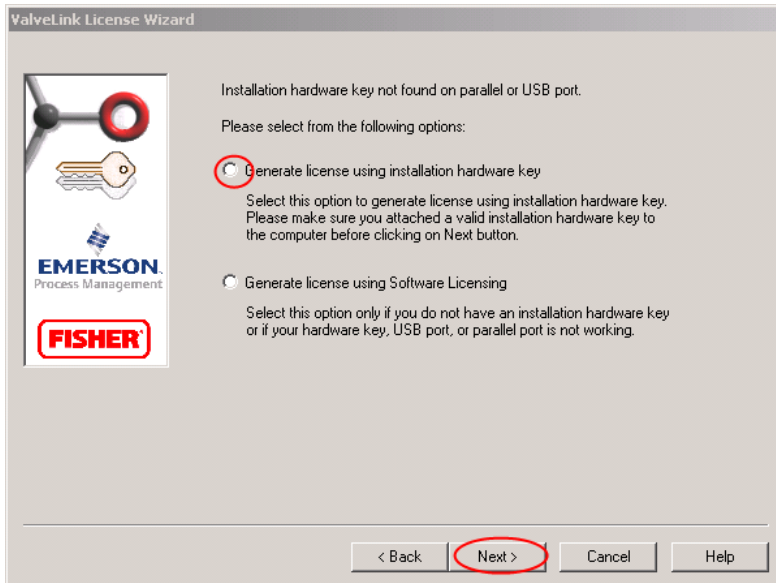 ValveLink License Wizard
Installation hardware key not found on parallel or USB port.
Please select from the following options:
Generate license using installation hardware key
Select this option to generate license using installation hardware key.
Please make sure you attached a valid installation hardware key to
the computer before clicking on Next button.
EMERSON.
Process Management
Generate license using Software Licensing
Select this option only if you do not have an installation hardware key
or if your hardware key, USB port, or parallel port is not working.
FISHER
< Back
Next >
Cancel
Help